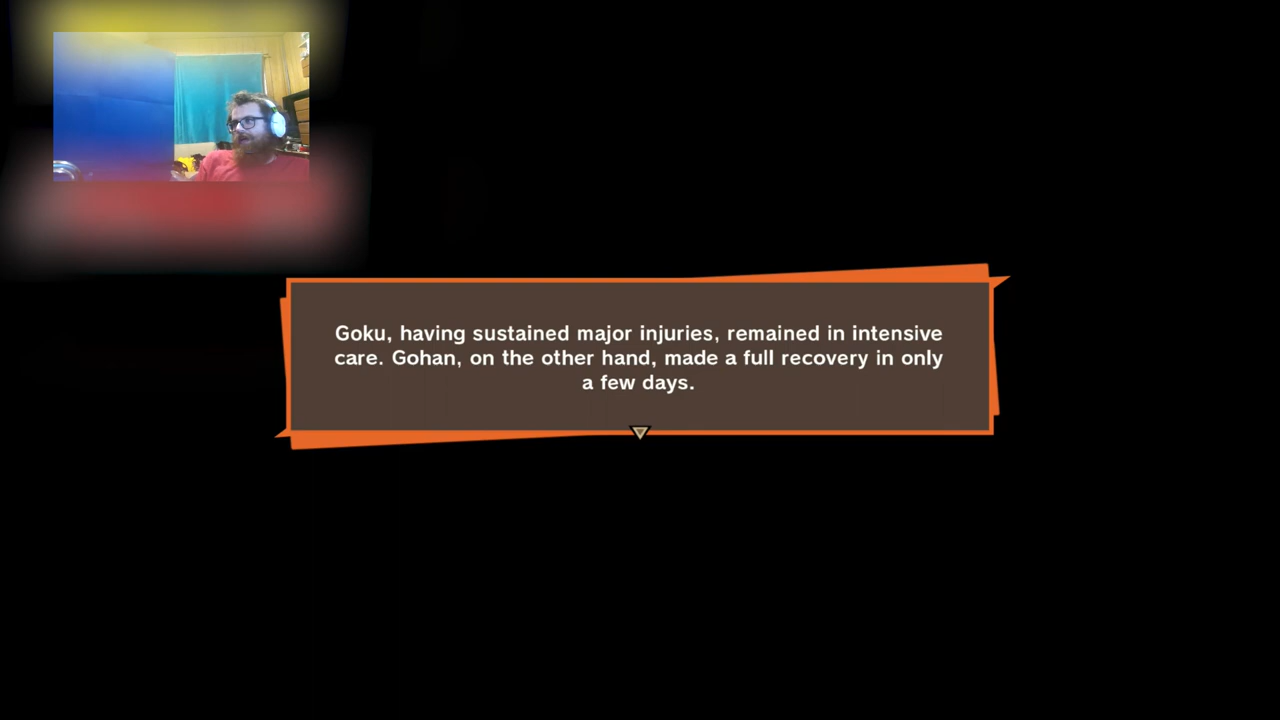 Goku, having sustained major injuries, remained in intensive
care. Gohan, on the other hand, made a full recovery in only
a few days.